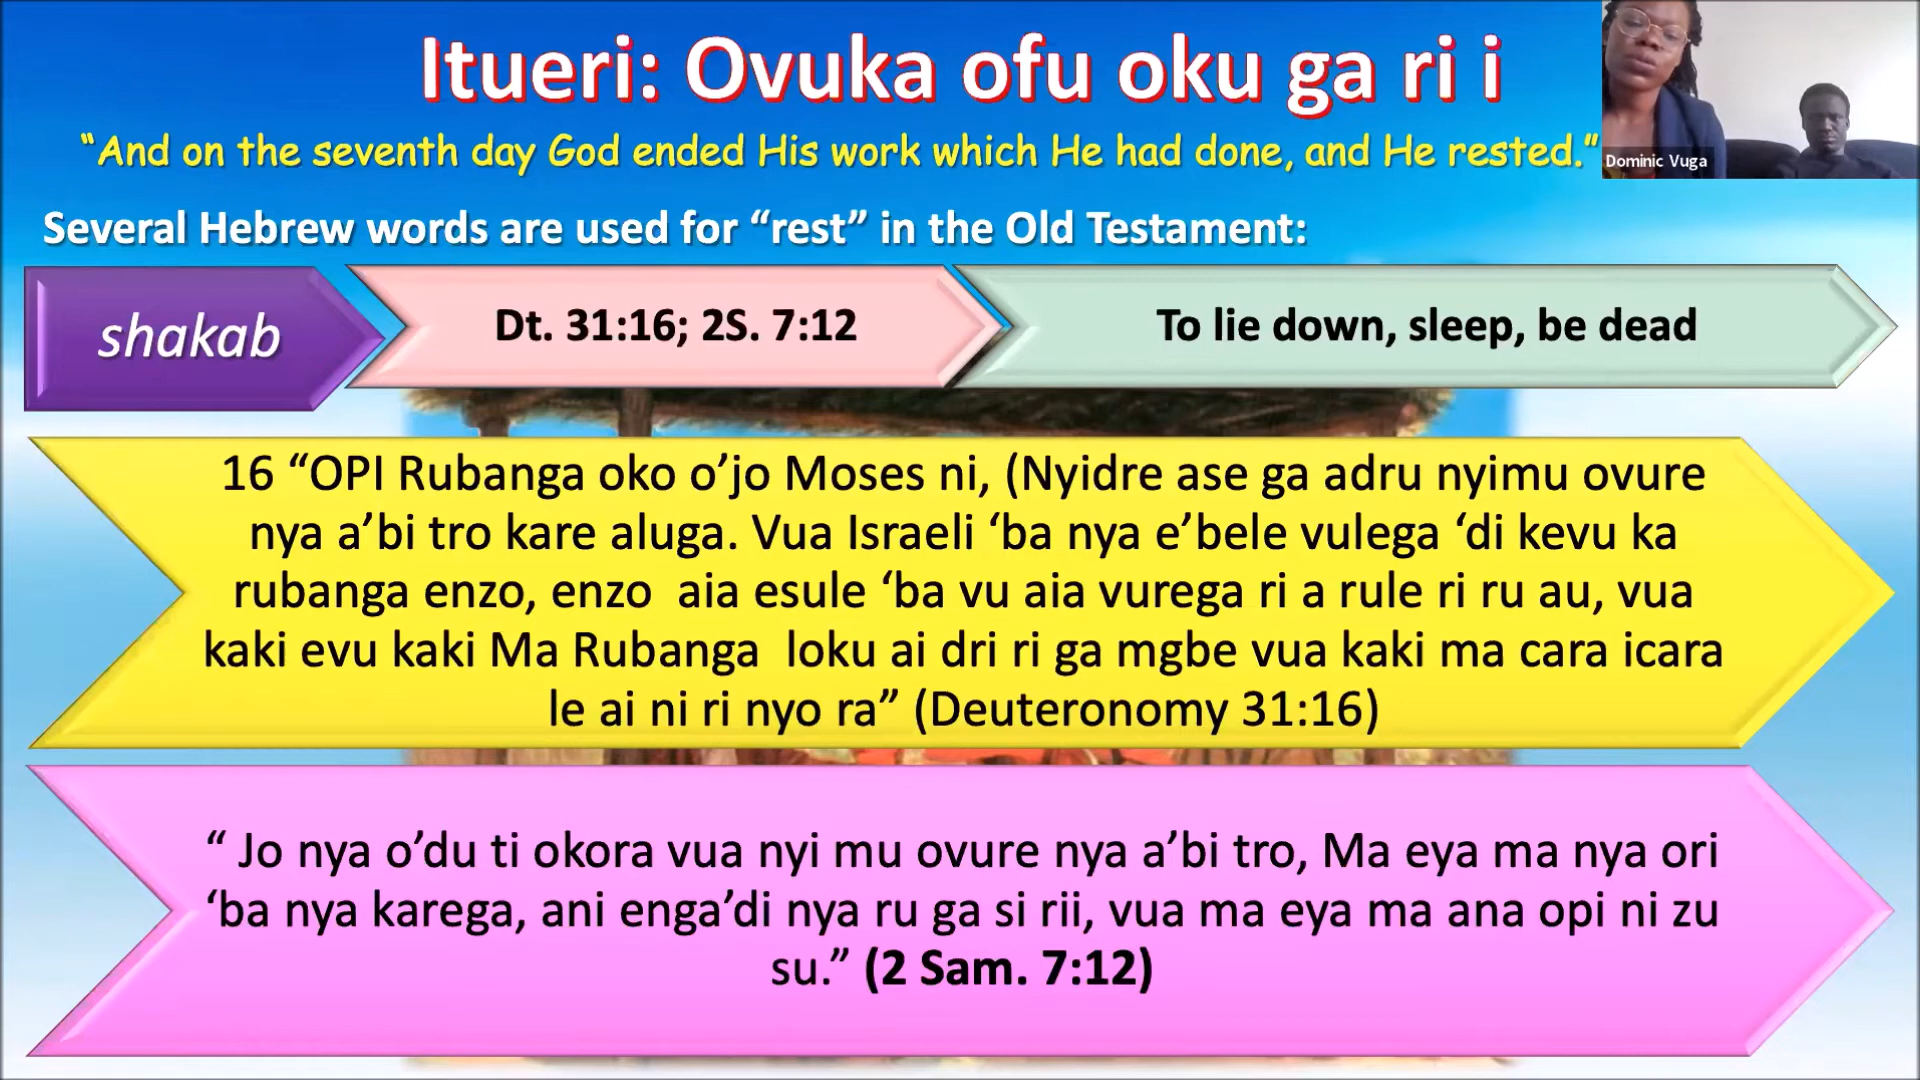 Itueri: Ovuka ofu oku ga ri i
“And on the seventh day God ended His work which He had done, and He rested.”
Dominic Vuga
Several Hebrew words are used for “rest” in the Old Testament:
shakab
Dt. 31:16; 2S. 7:12
To lie down, sleep, be dead
16 “OPI Rubanga oko o’jo Moses ni, (Nyidre ase ga adru nyimu ovure
nya a’bi tro kare aluga. Vua Israeli ‘ba nya e’bele vulega ‘di kevu ka
rubanga enzo, enzo  aia esule ‘ba vu aia vurega ri a rule ri ru au, vua
kaki evu kaki Ma Rubanga  loku ai dri ri ga mgbe vua kaki ma cara icara
le ai ni ri nyo ra” (Deuteronomy 31:16)
“ Jo nya o’du ti okora vua nyi mu ovure nya a’bi tro, Ma eya ma nya ori
‘ba nya karega, ani enga’di nya ru ga si rii, vua ma eya ma ana opi ni zu
su.” (2 Sam. 7:12)